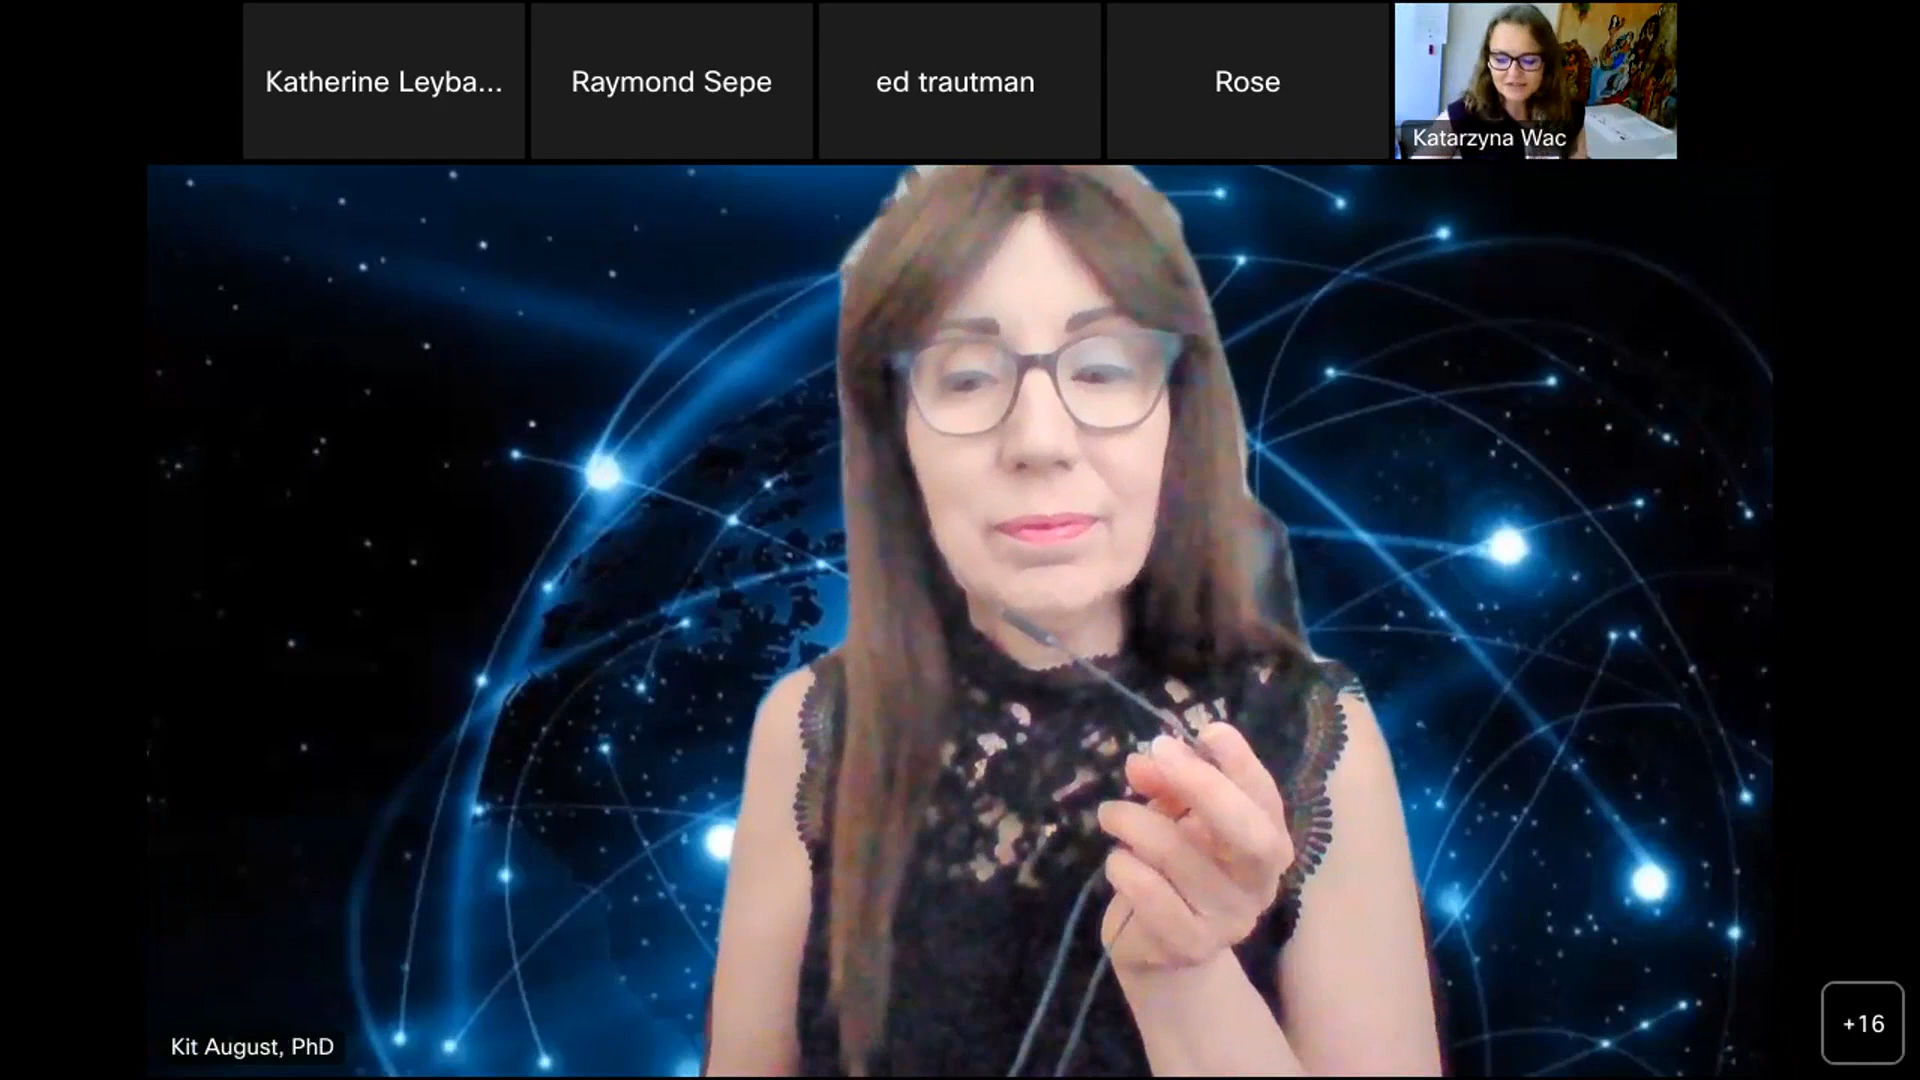 Katherine Leyba...
Raymond Sepe
ed trautman
Rose
Katarzyna Wac
Kit August, PhD
+16